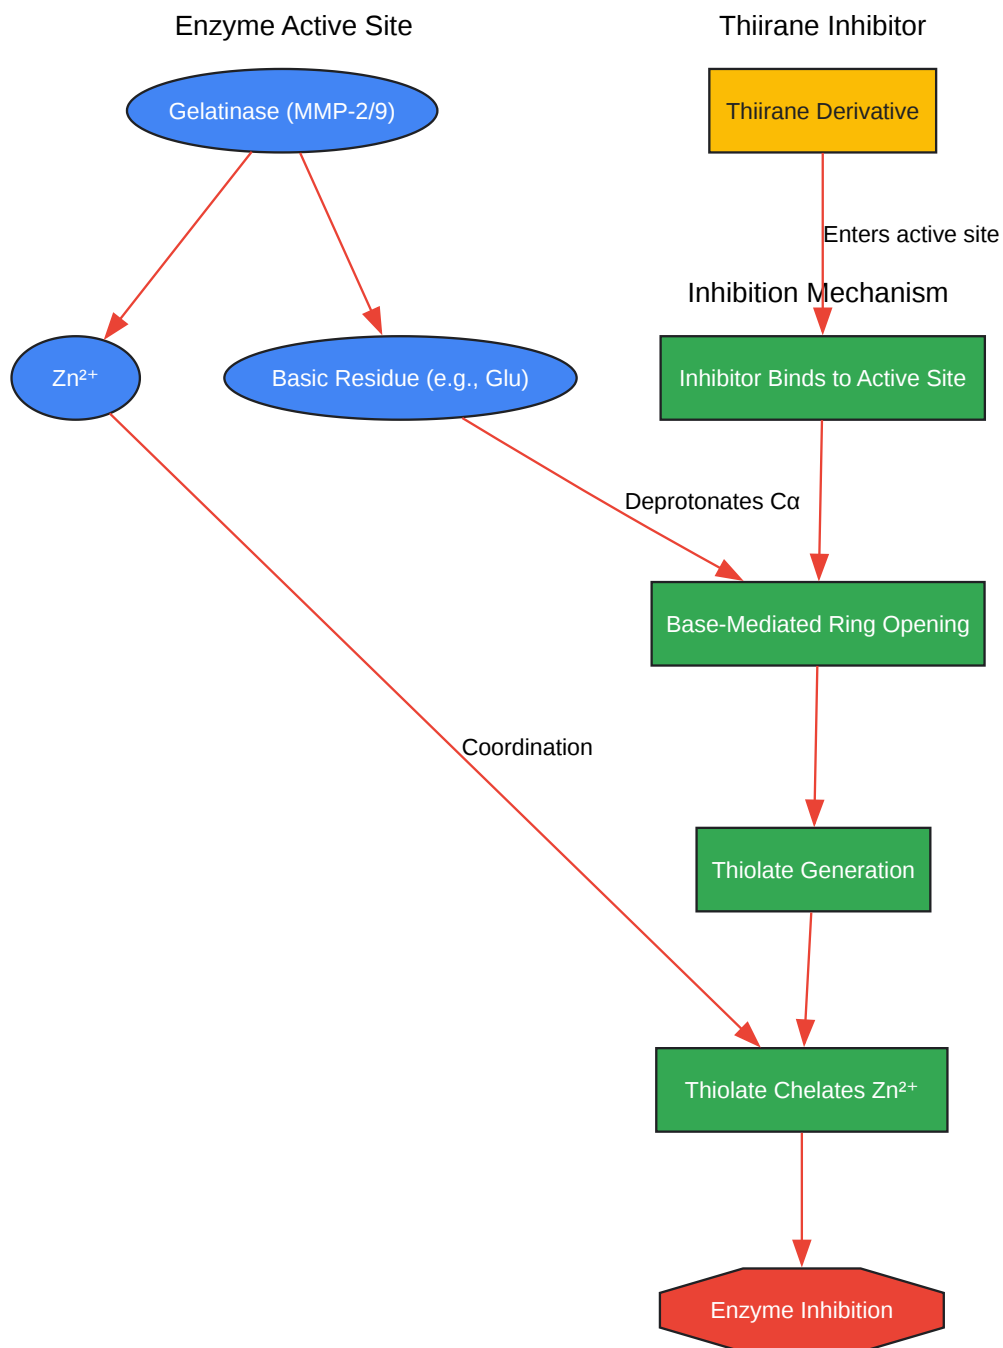 Enzyme Active Site
Thiirane Inhibitor
Gelatinase (MMP-2/9)
Thiirane Derivative
Enters active site
Inhibition Mechanism
Zn²⁺
Basic Residue (e.g., Glu)
Inhibitor Binds to Active Site
Deprotonates Cα
Base-Mediated Ring Opening
Coordination
Thiolate Generation
Thiolate Chelates Zn²⁺
Enzyme Inhibition